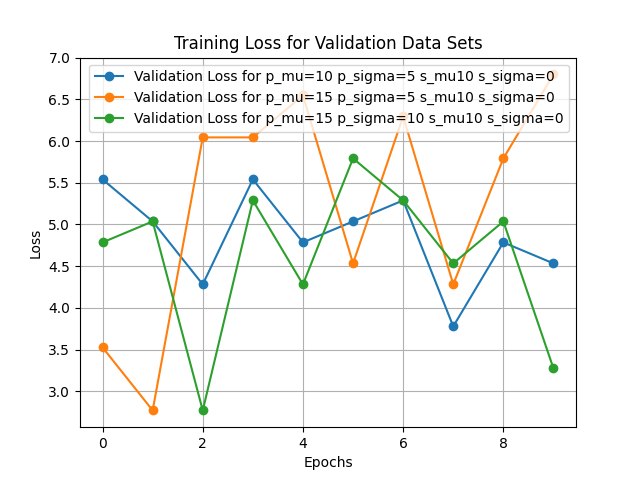 Training Loss for Validation Data Sets
7.0
6.5
6.0
5.5
5.0
4.5
4.0
3.5
3.0
Loss
Validation Loss for p_mu=10 p_sigma=5 s_mu10 s_sigma=0
Validation Loss for p_mu=15 p_sigma=5 s_mu10 s_sigma=0
Validation Loss for p_mu=15 p_sigma=10 s_mu10 s_sigma=0
0 2 4 6 8
Epochs